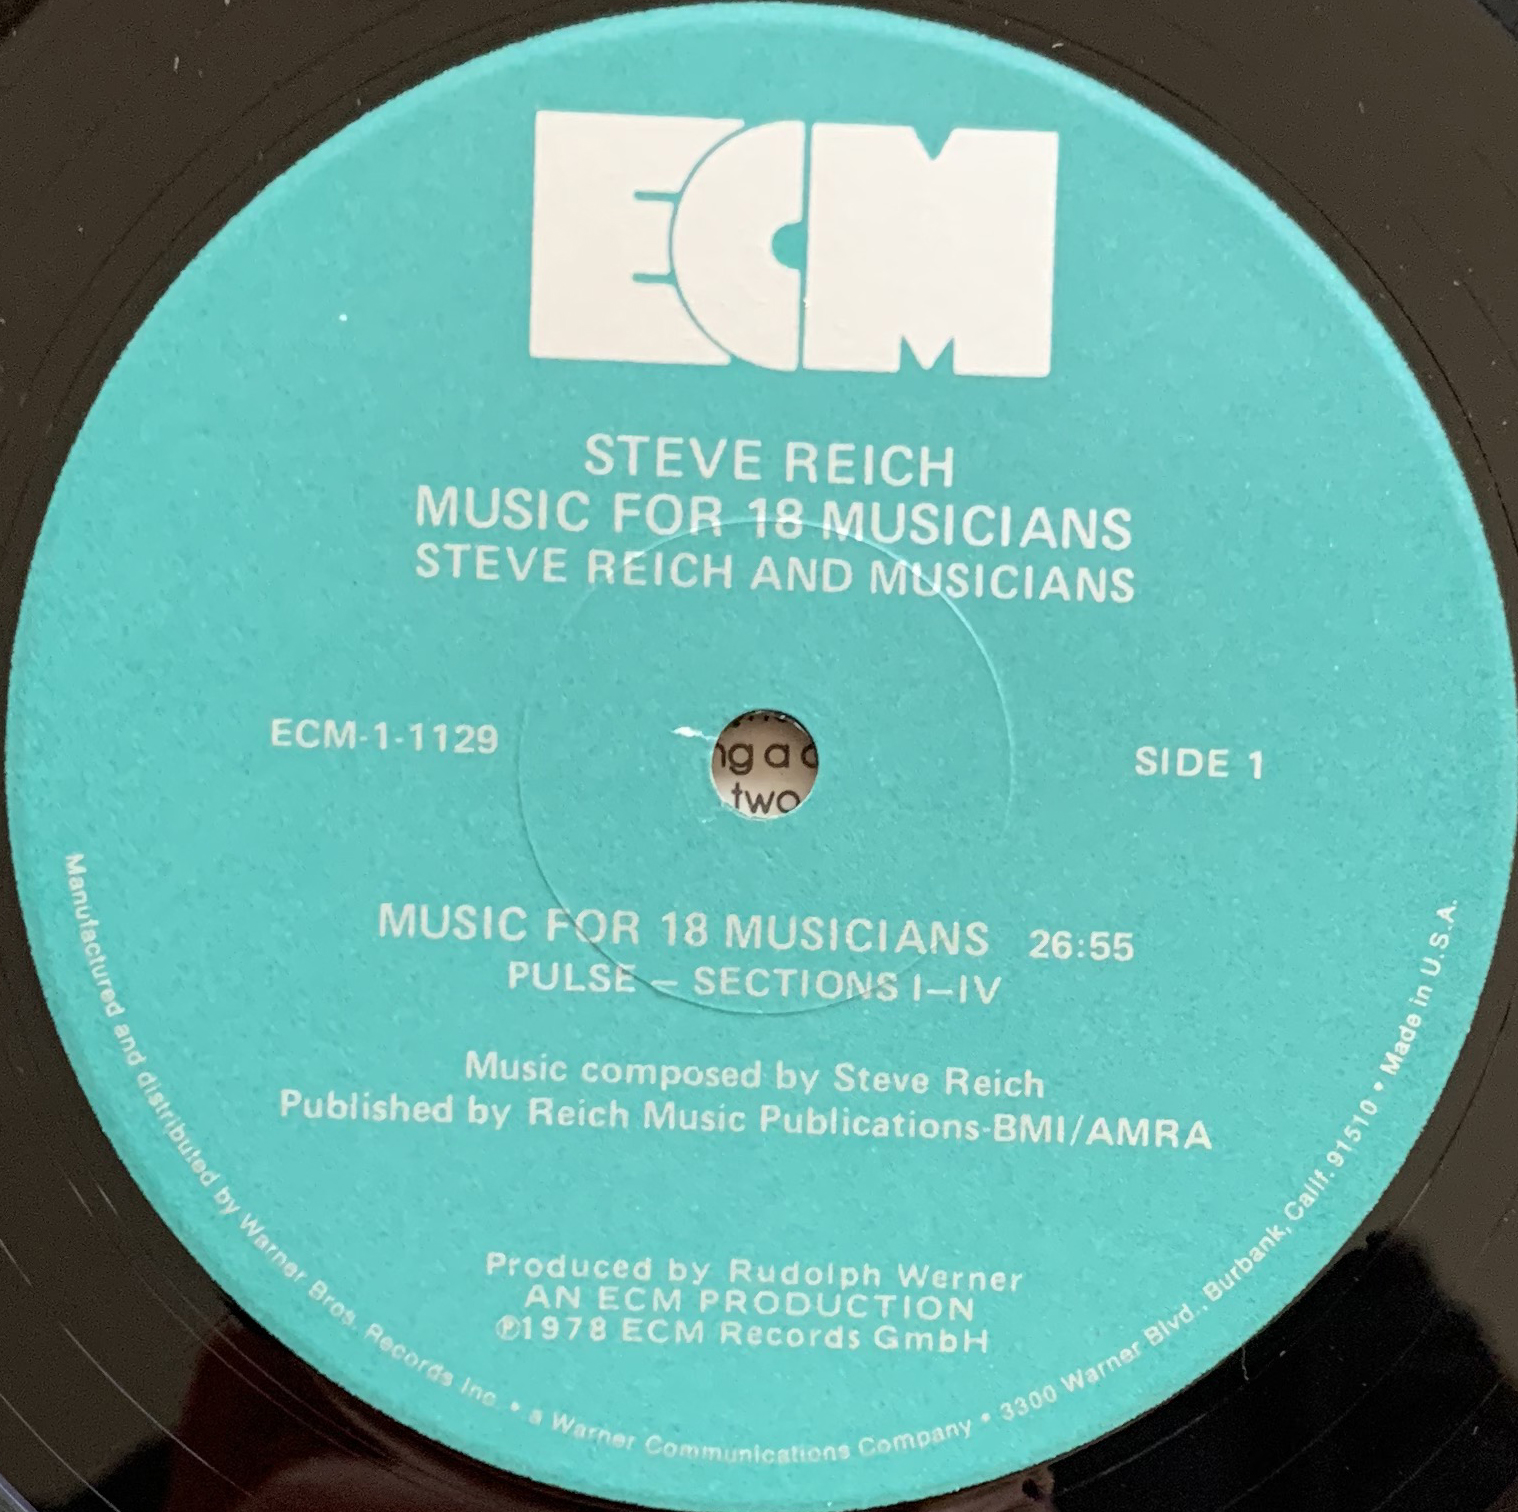 ECM
STEVE REICH
MUSIC FOR 18 MUSICIANS
STEVE REICH AND MUSICIANS
ECM-1-1129
SIDE 1
a
two
MUSIC FOR 18 MUSICIANS 26:55
PULSE – SECTIONS I–IV
Music composed by Steve Reich
Published by Reich Music Publications-BMI/AMRA
Produced by Rudolph Werner
AN ECM PRODUCTION
℗1978 ECM Records GmbH
Manufactured and distributed by Warner Bros. Records Inc. • a Warner Communications Company • 3300 Warner Blvd., Burbank, Calif. 91510 • Made in U.S.A.